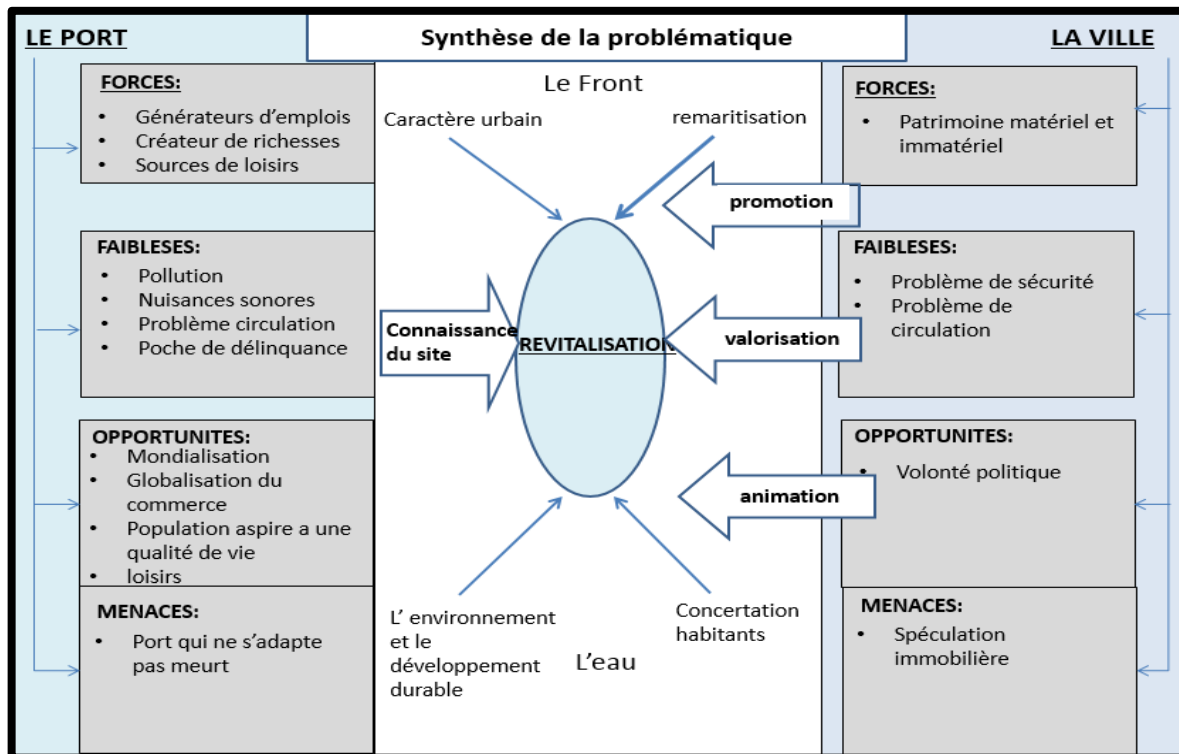 LE PORT
Synthèse de la problématique
LA VILLE
FORCES:
• Générateurs d'emplois
• Créateur de richesses
• Sources de loisirs
FAIBLESES:
• Pollution
• Nuisances sonores
• Problème circulation
• Poche de délinquance
OPPORTUNITES:
• Mondialisation
• Globalisation du
commerce
• Population aspire a une
qualité de vie
• loisirs
MENACES:
• Port qui ne s'adapte
pas meurt
Le Front
Caractère urbain
remaritisation
promotion
Connaissance
du site
REVITALISATION
valorisation
animation
L' environnement
et le
développement
durable
L'eau
Concertation
habitants
FORCES:
• Patrimoine matériel et
immatériel
FAIBLESES:
• Problème de sécurité
• Problème de
circulation
OPPORTUNITES:
• Volonté politique
MENACES:
• Spéculation
immobilière